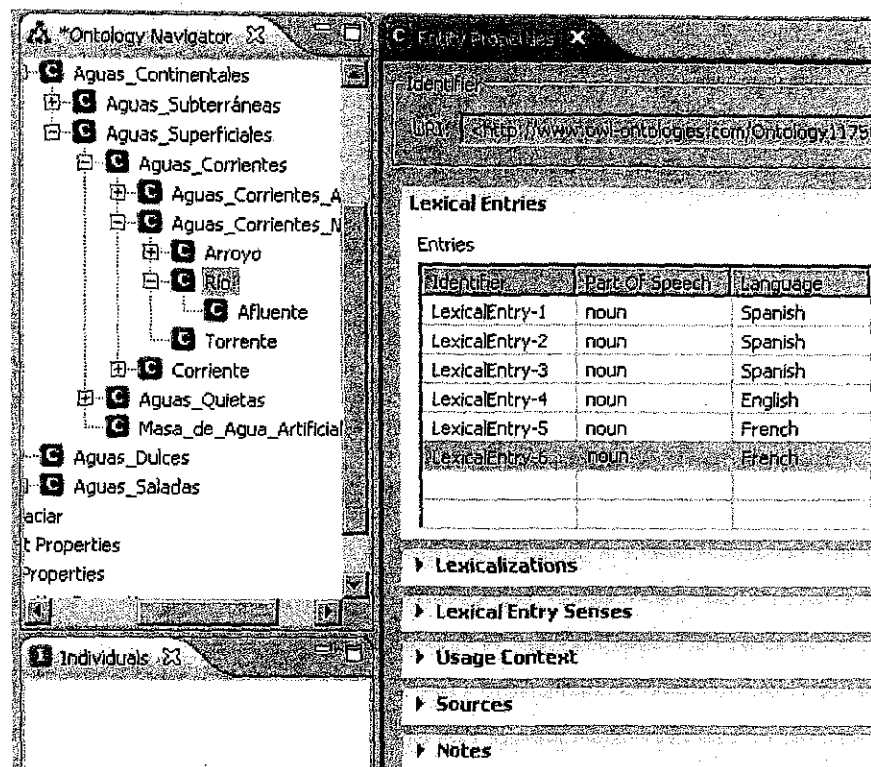 *Ontology Navigator
Aguas_Continentales
Aguas_Subterráneas
Aguas_Superficiales
Aguas_Corrientes
Aguas_Corrientes_A
Aguas_Corrientes_N
Arroyo
Río
Afluente
Torrente
Corriente
Aguas_Quietas
Masa_de_Agua_Artificial
Aguas_Dulces
Aguas_Saladas
aciar
t Properties
Properties
Individuals
Entity Properties
Identifier
URI: <http://www.owl-ontologies.com/Ontology1175
Lexical Entries
Entries
Identifier Part Of Speech Language
LexicalEntry-1 noun Spanish
LexicalEntry-2 noun Spanish
LexicalEntry-3 noun Spanish
LexicalEntry-4 noun English
LexicalEntry-5 noun French
LexicalEntry-6 noun French
Lexicalizations
Lexical Entry Senses
Usage Context
Sources
Notes